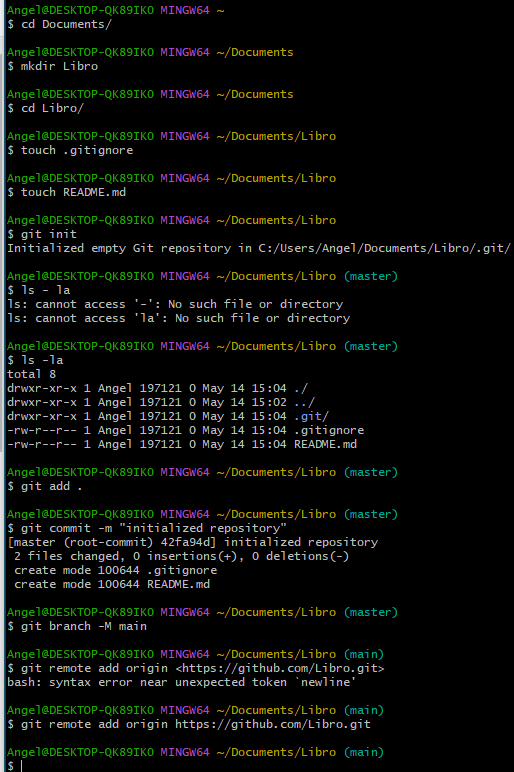 Angel@DESKTOP-QK89IKO MINGW64 ~
$ cd Documents/
Angel@DESKTOP-QK89IKO MINGW64 ~/Documents
$ mkdir Libro
Angel@DESKTOP-QK89IKO MINGW64 ~/Documents
$ cd Libro/
Angel@DESKTOP-QK89IKO MINGW64 ~/Documents/Libro
$ touch .gitignore
Angel@DESKTOP-QK89IKO MINGW64 ~/Documents/Libro
$ touch README.md
Angel@DESKTOP-QK89IKO MINGW64 ~/Documents/Libro
$ git init
Initialized empty Git repository in C:/Users/Angel/Documents/Libro/.git/
Angel@DESKTOP-QK89IKO MINGW64 ~/Documents/Libro (master)
$ ls - la
ls: cannot access '-': No such file or directory
ls: cannot access 'la': No such file or directory
Angel@DESKTOP-QK89IKO MINGW64 ~/Documents/Libro (master)
$ ls -la
total 8
drwxr-xr-x 1 Angel 197121 0 May 14 15:04 ./
drwxr-xr-x 1 Angel 197121 0 May 14 15:02 ../
drwxr-xr-x 1 Angel 197121 0 May 14 15:04 .git/
-rw-r--r-- 1 Angel 197121 0 May 14 15:04 .gitignore
-rw-r--r-- 1 Angel 197121 0 May 14 15:04 README.md
Angel@DESKTOP-QK89IKO MINGW64 ~/Documents/Libro (master)
$ git add .
Angel@DESKTOP-QK89IKO MINGW64 ~/Documents/Libro (master)
$ git commit -m "initialized repository"
[master (root-commit) 42fa94d] initialized repository
 2 files changed, 0 insertions(+), 0 deletions(-)
 create mode 100644 .gitignore
 create mode 100644 README.md
Angel@DESKTOP-QK89IKO MINGW64 ~/Documents/Libro (master)
$ git branch -M main
Angel@DESKTOP-QK89IKO MINGW64 ~/Documents/Libro (main)
$ git remote add origin <https://github.com/Libro.git>
bash: syntax error near unexpected token `newline'
Angel@DESKTOP-QK89IKO MINGW64 ~/Documents/Libro (main)
$ git remote add origin https://github.com/Libro.git
Angel@DESKTOP-QK89IKO MINGW64 ~/Documents/Libro (main)
$